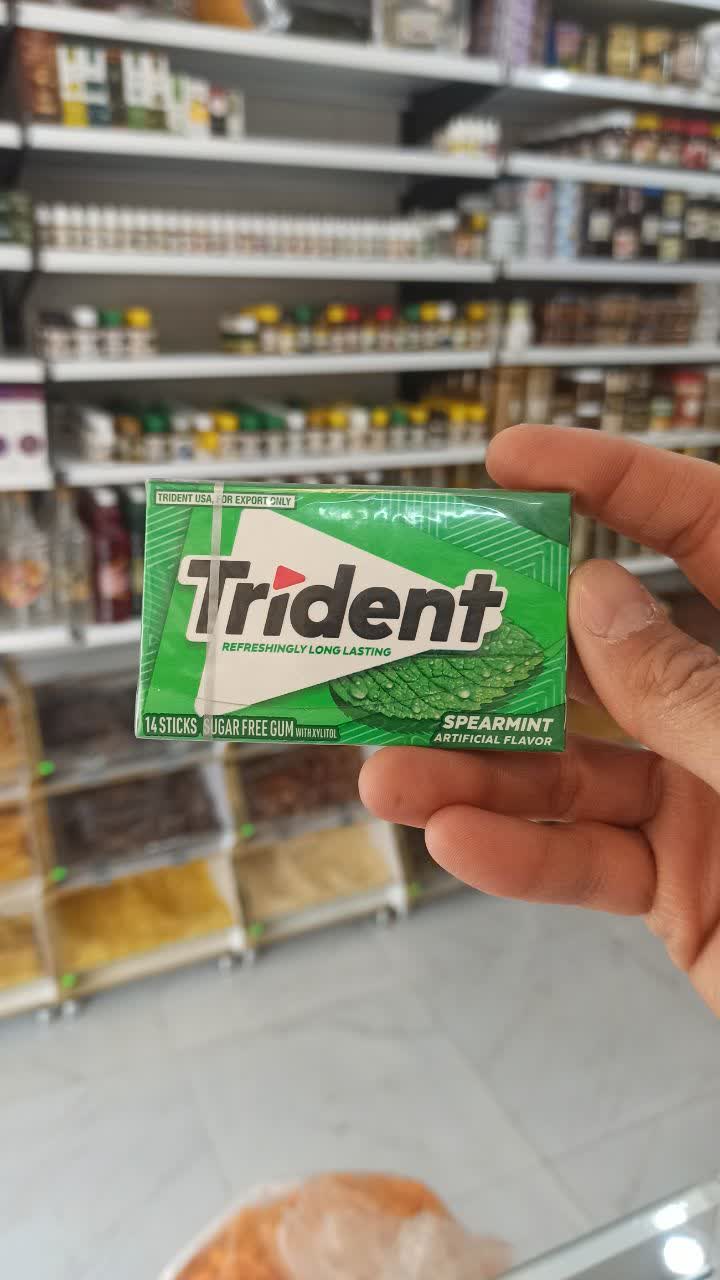 TRIDENT USA, FOR EXPORT ONLY
Trident
REFRESHINGLY LONG LASTING
14 STICKS SUGAR FREE GUM WITH XYLITOL
SPEARMINT
ARTIFICIAL FLAVOR